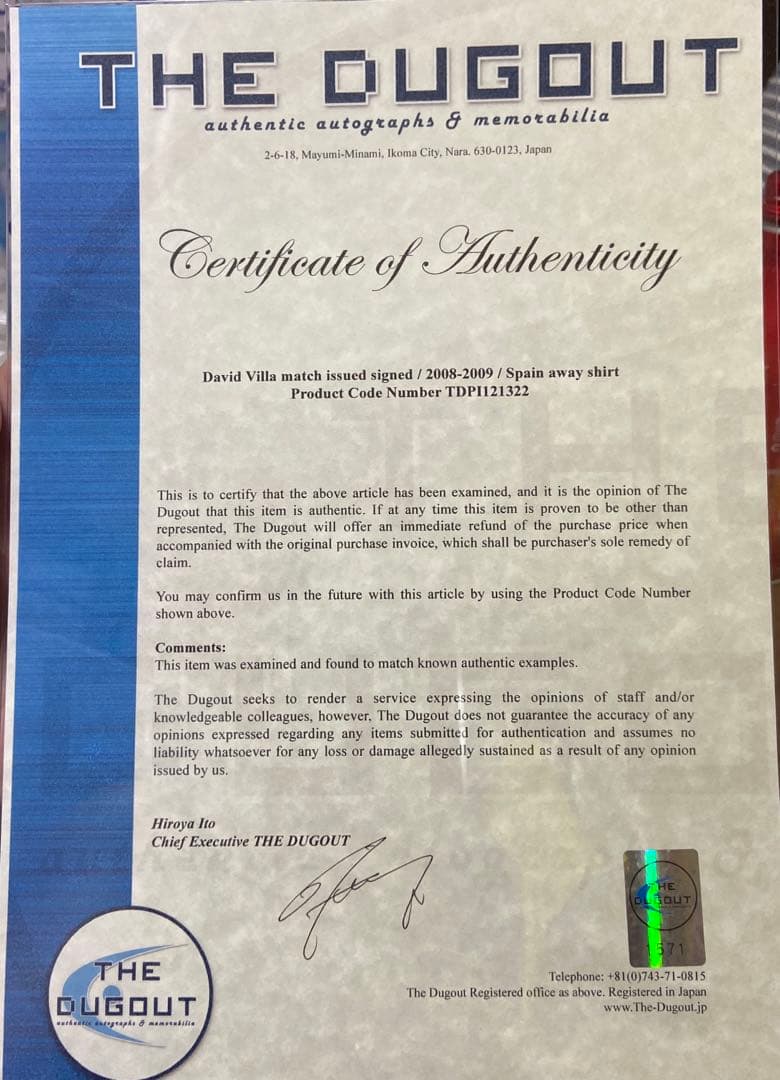 THE DUGOUT
authentic autographs & memorabilia
2-6-18, Mayumi-Minami, Ikoma City, Nara. 630-0123, Japan
Certificate of Authenticity
David Villa match issued signed / 2008-2009 / Spain away shirt
Product Code Number TDPI121322
This is to certify that the above article has been examined, and it is the opinion of The
Dugout that this item is authentic. If at any time this item is proven to be other than
represented, The Dugout will offer an immediate refund of the purchase price when
accompanied with the original purchase invoice, which shall be purchaser's sole remedy of
claim.
You may confirm us in the future with this article by using the Product Code Number
shown above.
Comments:
This item was examined and found to match known authentic examples.
The Dugout seeks to render a service expressing the opinions of staff and/or
knowledgeable colleagues, however, The Dugout does not guarantee the accuracy of any
opinions expressed regarding any items submitted for authentication and assumes no
liability whatsoever for any loss or damage allegedly sustained as a result of any opinion
issued by us.
Hiroya Ito
Chief Executive THE DUGOUT
THE
DUGOUT
1571
THE
DUGOUT
authentic autographs & memorabilia
Telephone: +81(0)743-71-0815
The Dugout Registered office as above. Registered in Japan
www.The-Dugout.jp